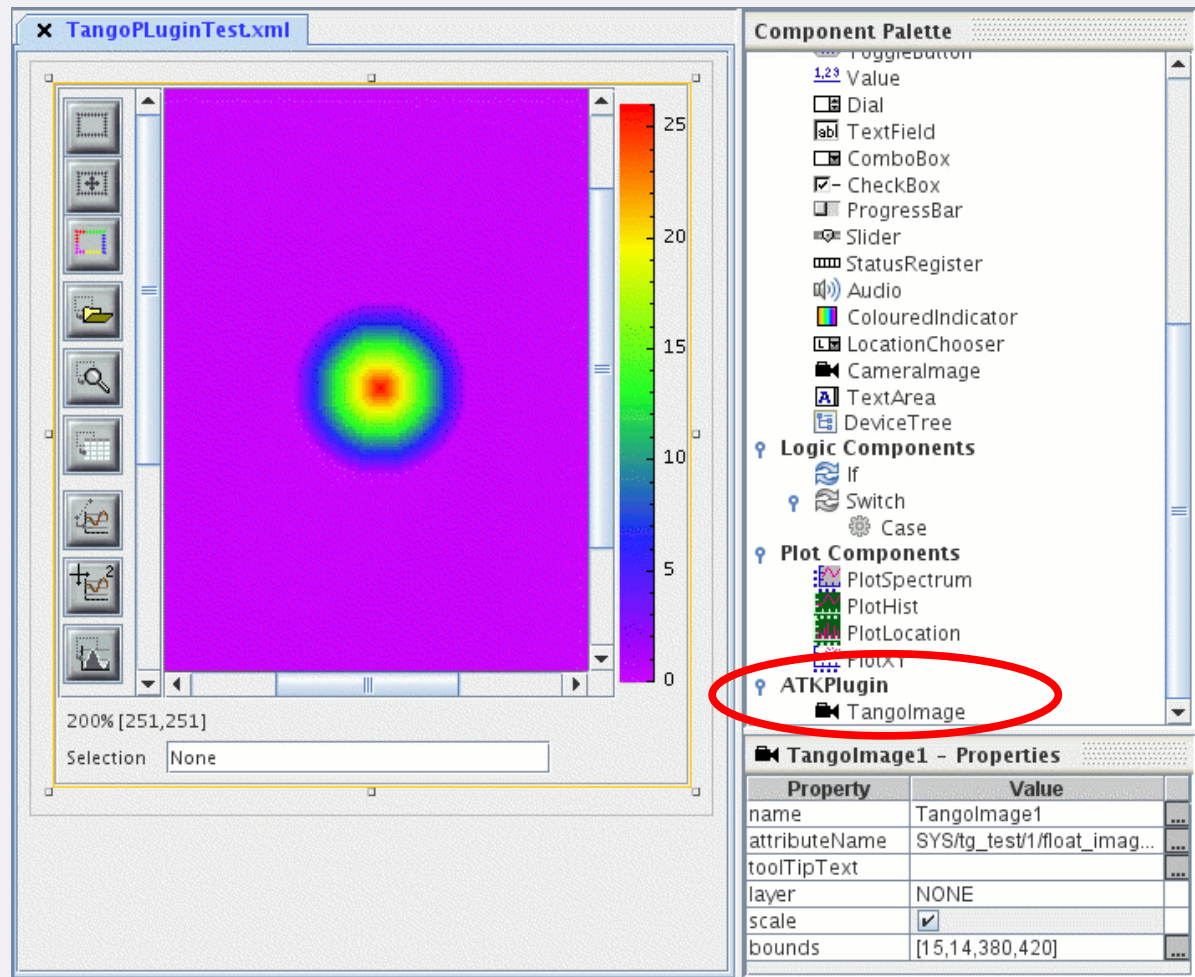 TangoPLuginTest.xml
25
20
15
10
5
0
2
200% [251,251]
Selection None
Component Palette
ToggleButton
1,23 Value
Dial
abl TextField
ComboBox
CheckBox
ProgressBar
Slider
StatusRegister
Audio
ColouredIndicator
L LocationChooser
CameraImage
A TextArea
DeviceTree
Logic Components
If
Switch
Case
Plot Components
PlotSpectrum
PlotHist
PlotLocation
PlotXY
ATKPlugin
TangoImage
TangoImage1 - Properties
Property Value
name TangoImage1 ...
attributeName SYS/tg_test/1/float_imag... ...
toolTipText ...
layer NONE
scale
bounds [15,14,380,420] ...